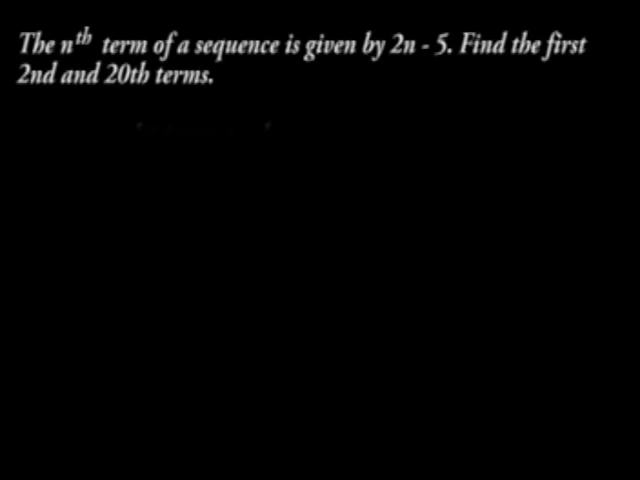 The nth term of a sequence is given by 2n - 5. Find the first
2nd and 20th terms.